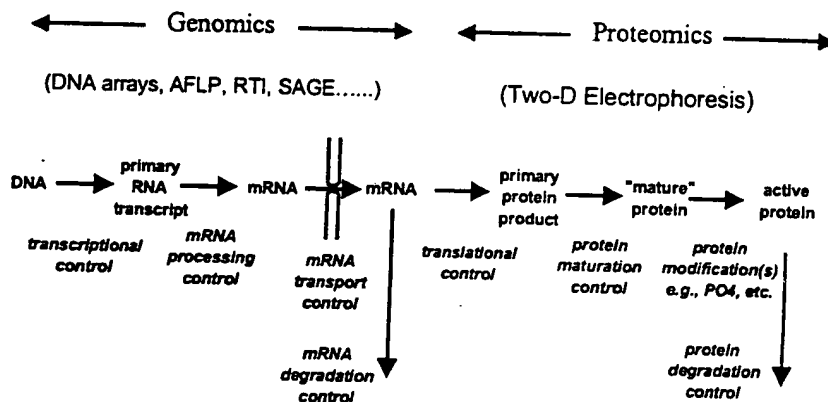 Genomics
Proteomics
(DNA arrays, AFLP, RTI, SAGE......)
(Two-D Electrophoresis)
DNA
primary
RNA
transcript
mRNA
mRNA
primary
protein
product
"mature"
protein
active
protein
transcriptional
control
mRNA
processing
control
mRNA
transport
control
translational
control
protein
maturation
control
protein
modification(s)
e.g., PO4, etc.
mRNA
degradation
control
protein
degradation
control